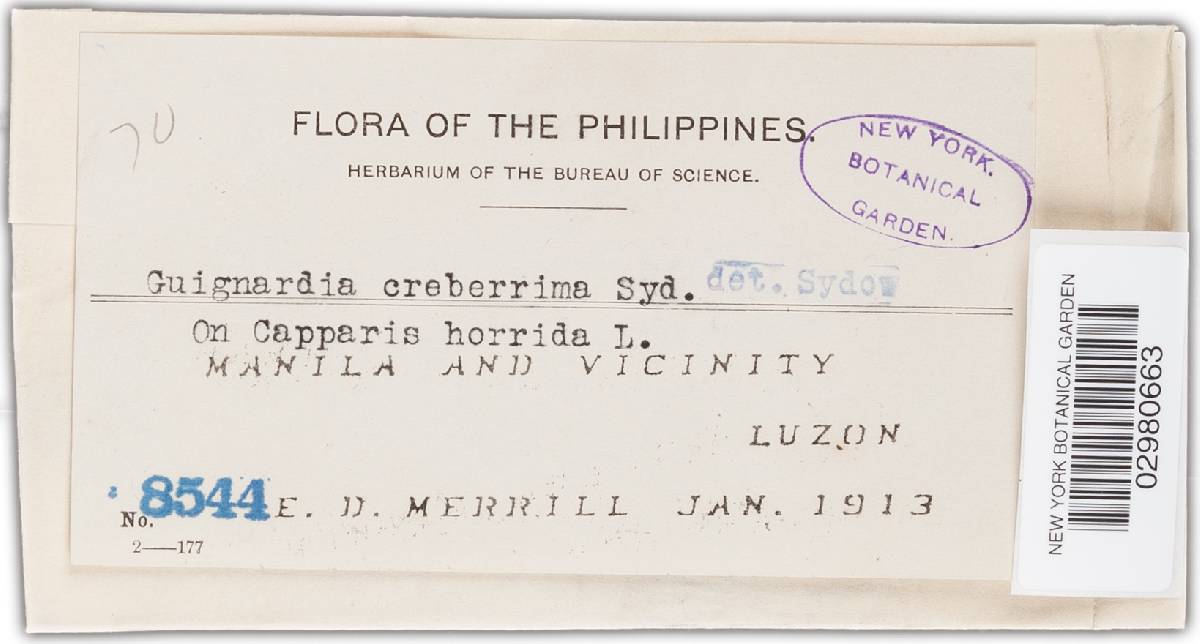 70
FLORA OF THE PHILIPPINES.
HERBARIUM OF THE BUREAU OF SCIENCE.
NEW YORK.
BOTANICAL
GARDEN.
Guignardia creberrima Syd. det. Sydow
On Capparis horrida L.
MANILA AND VICINITY
LUZON
No. 8544 E. D. MERRILL JAN. 1913
2—177
NEW YORK BOTANICAL GARDEN
02980663